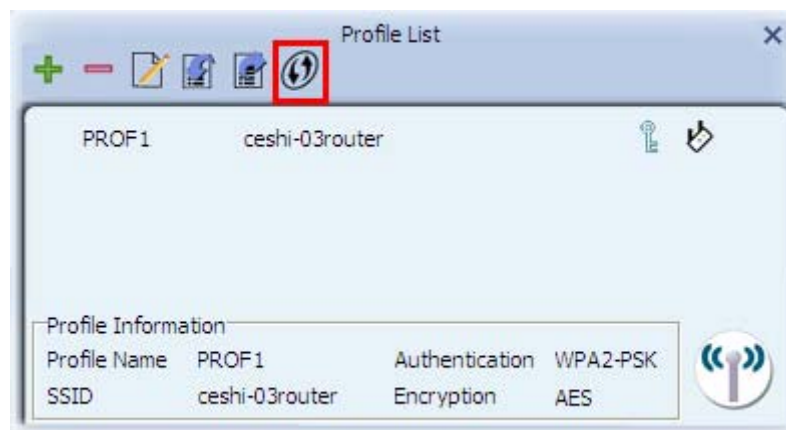 Profile List
PROF1 ceshi-03router
Profile Information
Profile Name PROF1 Authentication WPA2-PSK
SSID ceshi-03router Encryption AES